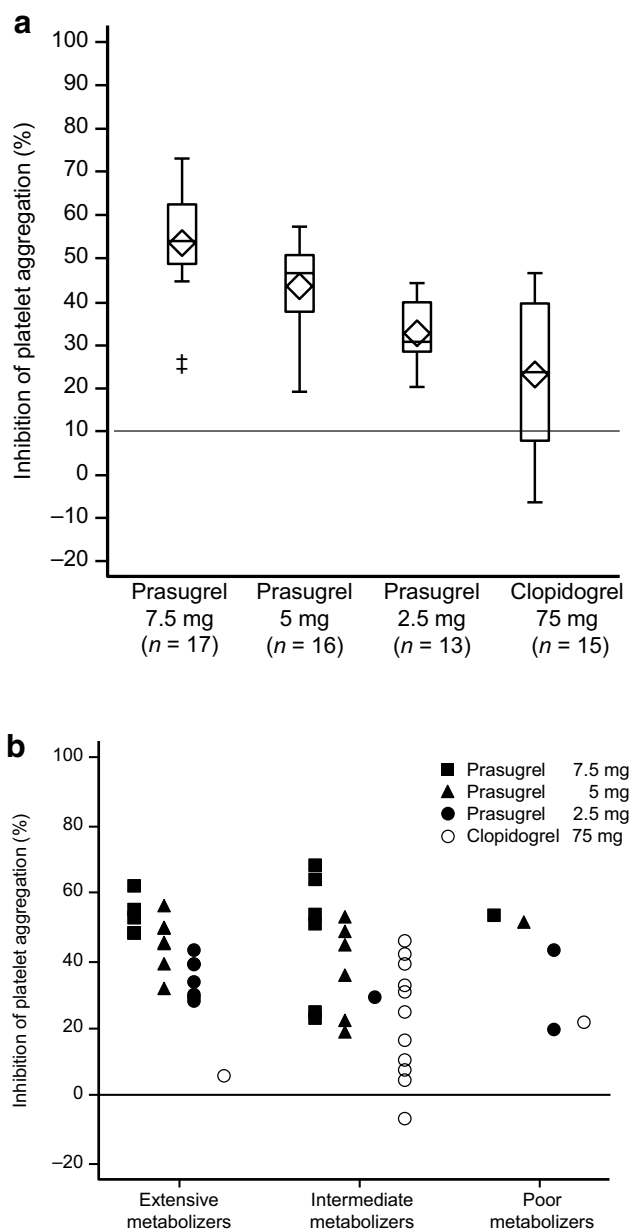 a
Inhibition of platelet aggregation (%)
100
90
80
70
60
50
40
30
20
10
0
–10
–20
Prasugrel 7.5 mg (n = 17)
Prasugrel 5 mg (n = 16)
Prasugrel 2.5 mg (n = 13)
Clopidogrel 75 mg (n = 15)
b
Inhibition of platelet aggregation (%)
100
80
60
40
20
0
–20
Prasugrel 7.5 mg
Prasugrel 5 mg
Prasugrel 2.5 mg
Clopidogrel 75 mg
Extensive metabolizers
Intermediate metabolizers
Poor metabolizers